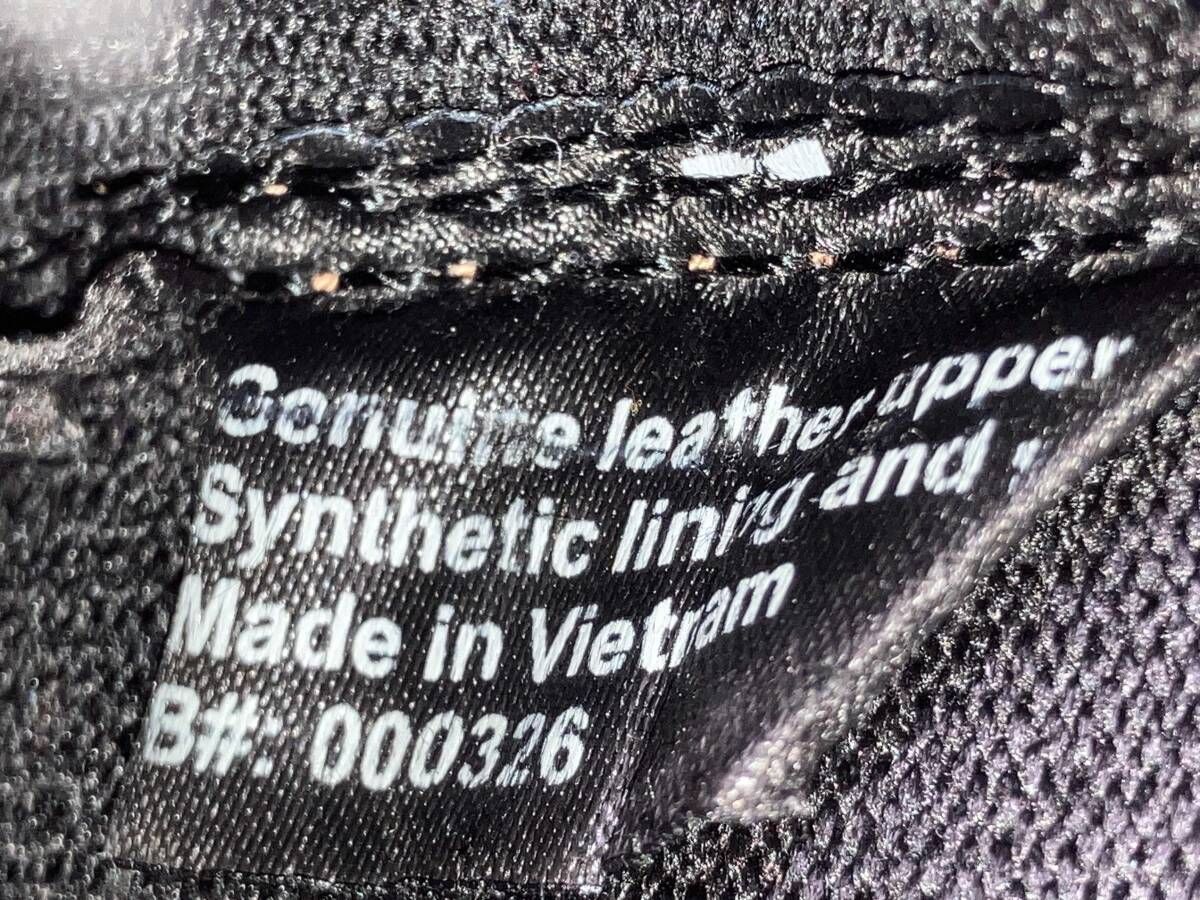 Genuine leather upper
Synthetic lining and
Made in Vietnam
B#: 000326